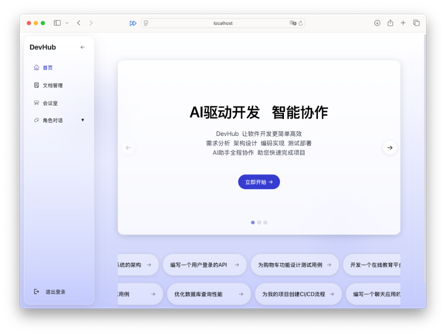 localhost
DevHub
首页
文档管理
会议室
角色对话
退出登录
AI驱动开发 智能协作
DevHub 让软件开发更简单高效
需求分析 架构设计 编码实现 测试部署
AI助手全程协作 助您快速完成项目
立即开始 →
系统的架构 →
编写一个用户登录的API →
为购物车功能设计测试用例 →
开发一个在线教育平台
用例 →
优化数据库查询性能 →
为我的项目创建CI/CD流程 →
编写一个聊天应用的